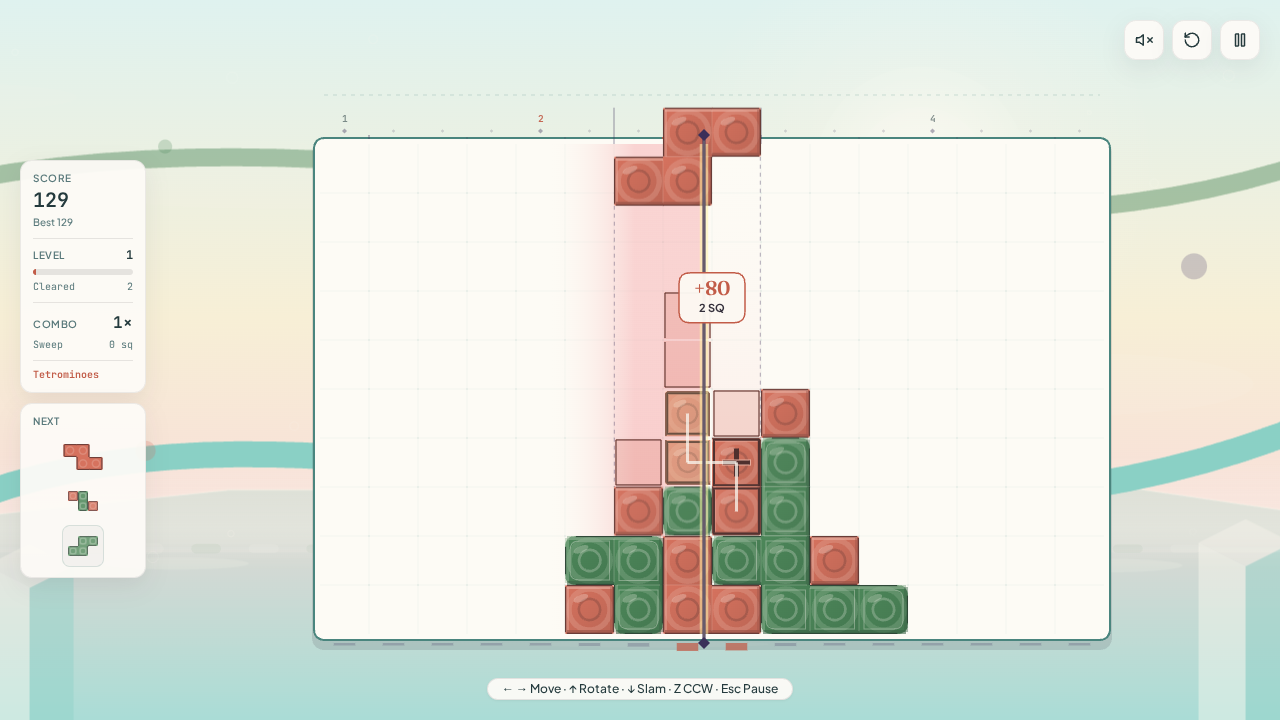 1
2
4
SCORE
129
Best 129
LEVEL 1
Cleared 2
COMBO 1×
Sweep 0 sq
Tetrominoes
NEXT
+80
2 SQ
← → Move · ↑ Rotate · ↓ Slam · Z CCW · Esc Pause